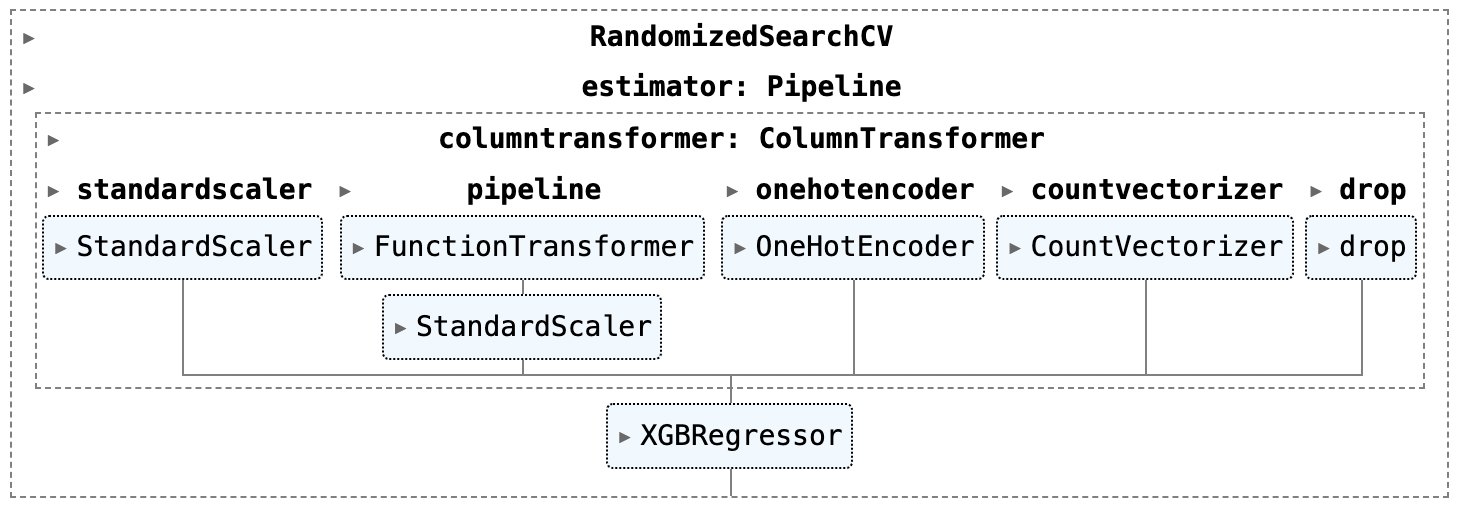 RandomizedSearchCV
estimator: Pipeline
columntransformer: ColumnTransformer
standardscaler pipeline onehotencoder countvectorizer drop
StandardScaler FunctionTransformer OneHotEncoder CountVectorizer drop
StandardScaler
XGBRegressor